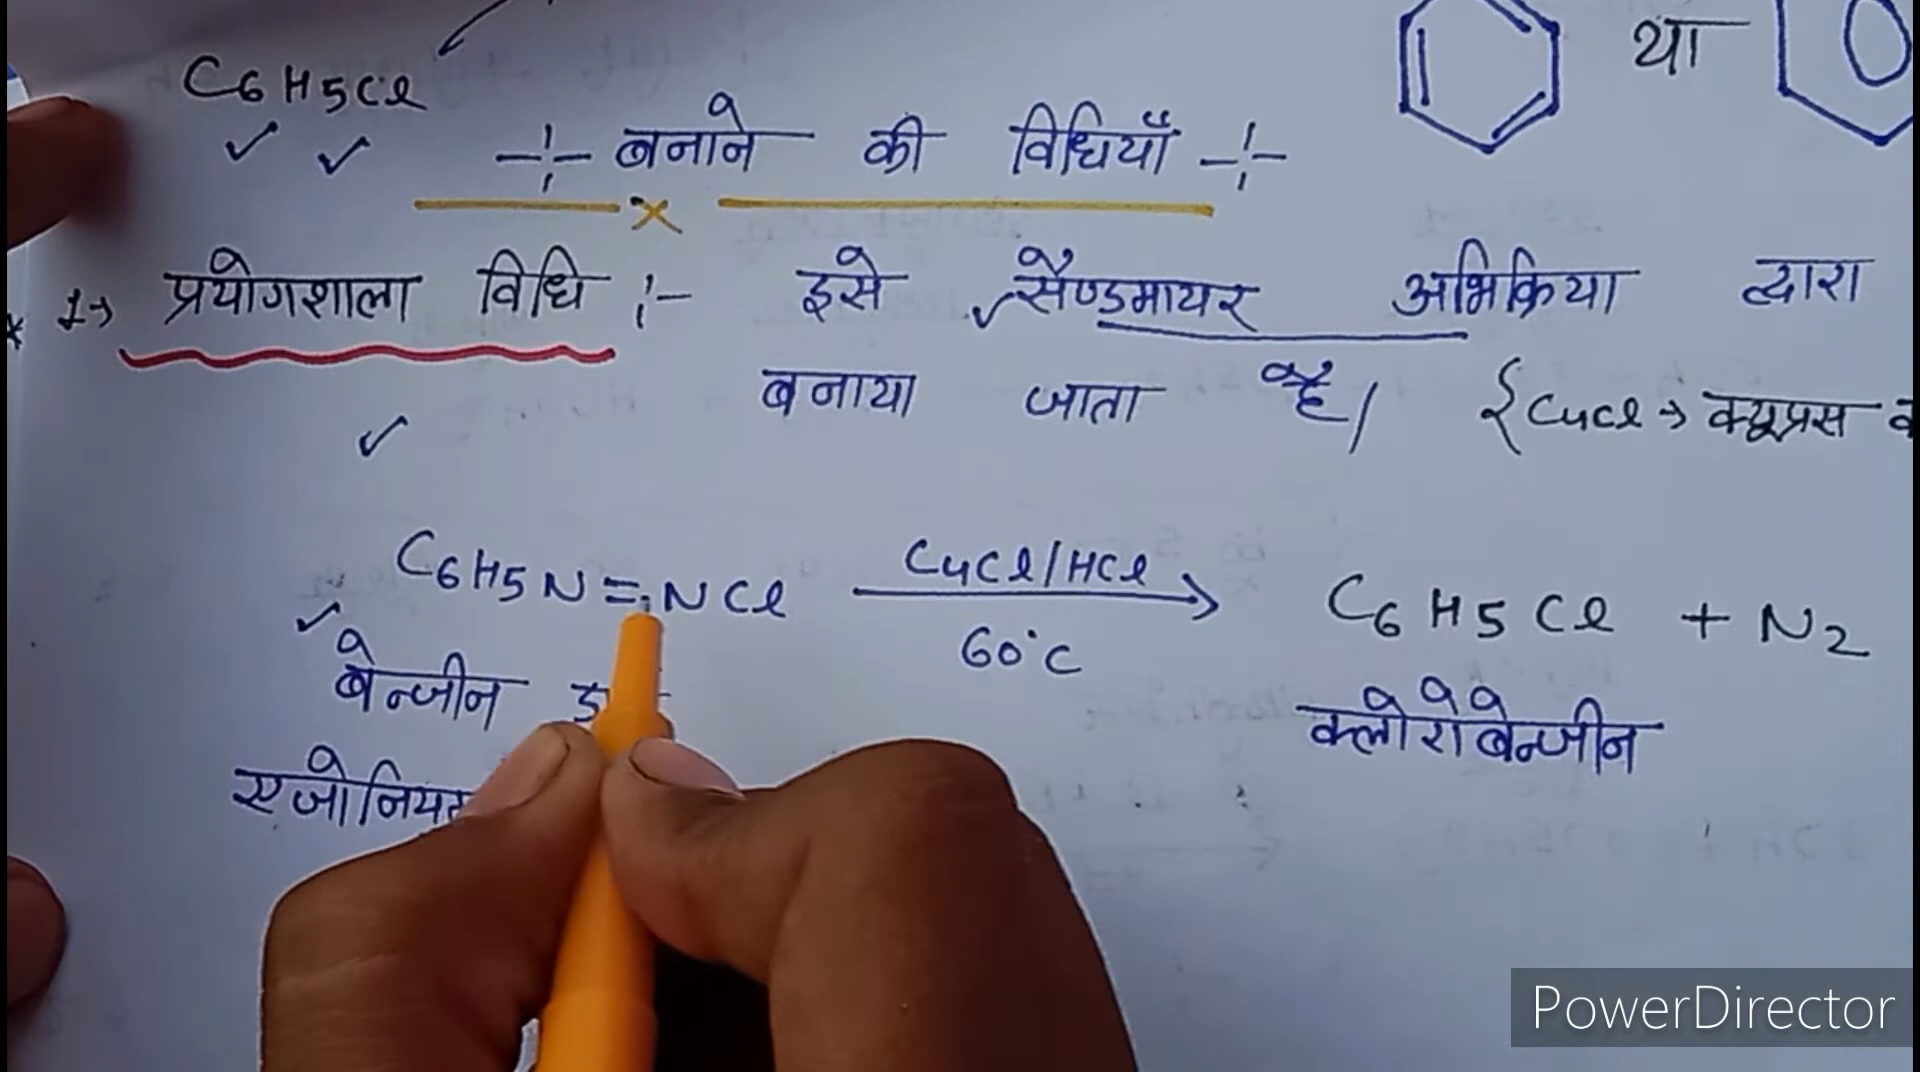 C6H5Cl
या
-:- बनाने की विधियाँ -:-
1→ प्रयोगशाला विधि :- इसे सैण्डमायर अभिक्रिया द्वारा
बनाया जाता है। {CuCl → क्यूप्रस
C6H5N=NCl CuCl/HCl 60°C C6H5Cl + N2
बेन्जीन क्लोरोबेन्जीन
एजोनियम
PowerDirector